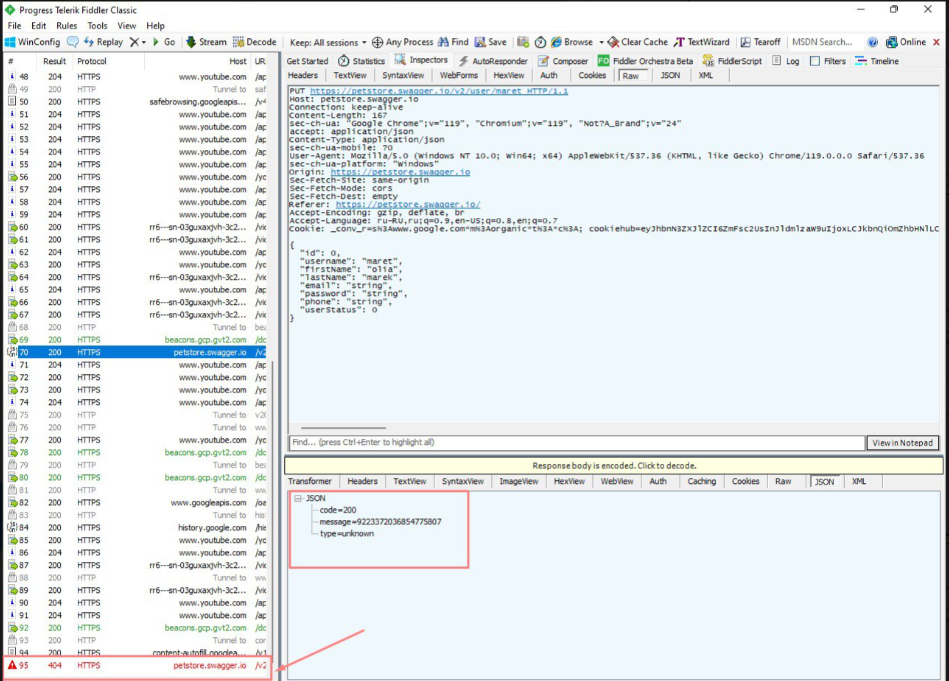 Progress Telerik Fiddler Classic
File Edit Rules Tools View Help
WinConfig Replay Go Stream Decode Keep: All sessions Any Process Find Save Browse Clear Cache TextWizard Tearoff MSDN Search... Online
Get Started Statistics Inspectors AutoResponder Composer FO Fiddler Orchestra Beta FiddlerScript Log Filters Timeline
Headers TextView SyntaxView WebForms HexView Auth Cookies Raw JSON XML
# Result Protocol Host UR
48 204 HTTPS www.youtube.com /ap
49 200 HTTP Tunnel to saf
50 200 HTTPS safebrowsing.googleapis... /v4
51 204 HTTPS www.youtube.com /ap
52 204 HTTPS www.youtube.com /ap
53 204 HTTPS www.youtube.com /ap
54 204 HTTPS www.youtube.com /ap
55 204 HTTPS www.youtube.com /ap
56 200 HTTPS www.youtube.com /yo
57 204 HTTPS www.youtube.com /ap
58 204 HTTPS www.youtube.com /ap
59 204 HTTPS www.youtube.com /ap
60 200 HTTPS rr6---sn-03guxaxjvh-3c2... /vid
61 200 HTTPS rr6---sn-03guxaxjvh-3c2... /vid
62 204 HTTPS www.youtube.com /ap
63 200 HTTPS www.youtube.com /yo
64 200 HTTPS rr6---sn-03guxaxjvh-3c2... /vid
65 204 HTTPS www.youtube.com /ap
66 200 HTTPS rr6---sn-03guxaxjvh-3c2... /vid
67 200 HTTPS rr6---sn-03guxaxjvh-3c2... /vid
68 200 HTTP Tunnel to bea
69 200 HTTPS beacons.gcp.gvt2.com /do
70 200 HTTPS petstore.swagger.io /v2
71 204 HTTPS www.youtube.com /ap
72 200 HTTPS www.youtube.com /yo
73 200 HTTPS www.youtube.com /yo
74 204 HTTPS www.youtube.com /ap
75 200 HTTP Tunnel to v20
76 200 HTTP Tunnel to ww
77 200 HTTPS www.youtube.com /yo
78 200 HTTPS beacons.gcp.gvt2.com /do
79 200 HTTP Tunnel to bea
80 200 HTTPS beacons.gcp.gvt2.com /do
81 200 HTTP Tunnel to ww
82 200 HTTPS www.googleapis.com /oa
83 200 HTTP Tunnel to his
84 200 HTTPS history.google.com /his
85 200 HTTPS www.youtube.com /yo
86 204 HTTPS www.youtube.com /ap
87 200 HTTPS rr6---sn-03guxaxjvh-3c2... /vid
88 200 HTTP Tunnel to ww
89 200 HTTPS rr6---sn-03guxaxjvh-3c2... /vid
90 204 HTTPS www.youtube.com /ap
91 204 HTTPS www.youtube.com /ap
92 200 HTTPS beacons.gcp.gvt2.com /do
93 200 HTTP Tunnel to con
94 200 HTTPS content-autofill.googlea... /v1
95 404 HTTPS petstore.swagger.io /v2
PUT https://petstore.swagger.io/v2/user/maret HTTP/1.1
Host: petstore.swagger.io
Connection: keep-alive
Content-Length: 167
sec-ch-ua: "Google Chrome";v="119", "Chromium";v="119", "Not?A_Brand";v="24"
accept: application/json
Content-Type: application/json
sec-ch-ua-mobile: ?0
User-Agent: Mozilla/5.0 (Windows NT 10.0; Win64; x64) AppleWebKit/537.36 (KHTML, like Gecko) Chrome/119.0.0.0 Safari/537.36
sec-ch-ua-platform: "Windows"
Origin: https://petstore.swagger.io
Sec-Fetch-Site: same-origin
Sec-Fetch-Mode: cors
Sec-Fetch-Dest: empty
Referer: https://petstore.swagger.io/
Accept-Encoding: gzip, deflate, br
Accept-Language: ru-RU,ru;q=0.9,en-US;q=0.8,en;q=0.7
Cookie: _conv_r=s%3Awww.google.com*m%3Aorganic*t%3A*c%3A; cookiehub=eyJhbnN3ZXJlZCI6ZmFsc2UsInJldmlzaW9uIjoxLCJkbnQiOmZhbHNlLC
{
"id": 0,
"username": "maret",
"firstName": "olia",
"lastName": "marek",
"email": "string",
"password": "string",
"phone": "string",
"userStatus": 0
}
Find... (press Ctrl+Enter to highlight all) View in Notepad
Response body is encoded. Click to decode.
Transformer Headers TextView SyntaxView ImageView HexView WebView Auth Caching Cookies Raw JSON XML
JSON
code=200
message=9223372036854775807
type=unknown